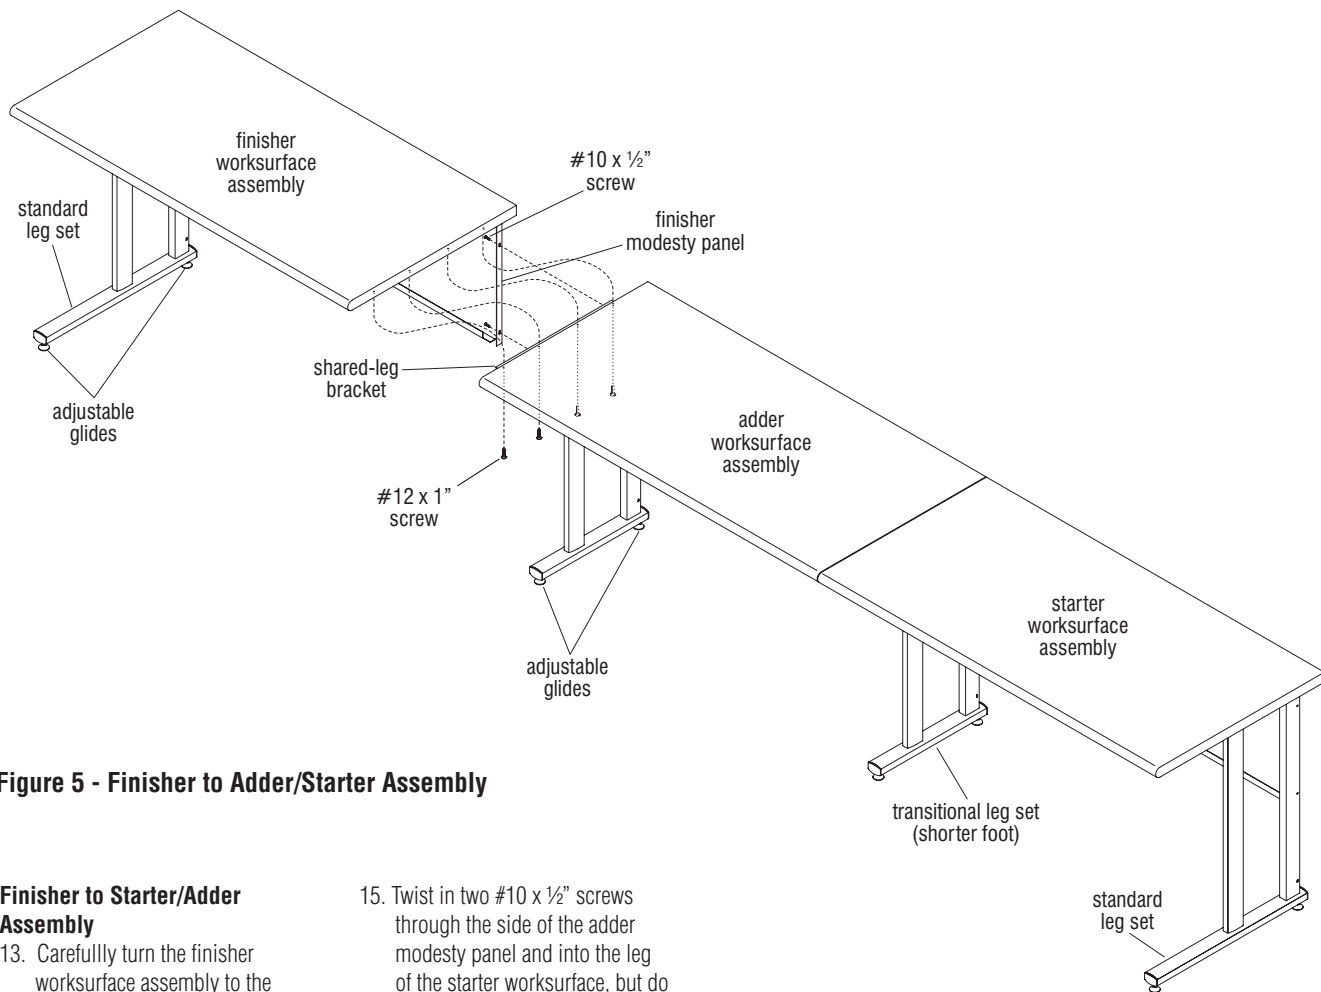 finisher
worksurface
assembly
#10 x ½”
screw
standard
leg set
finisher
modesty panel
shared-leg
bracket
adjustable
glides
adder
worksurface
assembly
#12 x 1”
screw
starter
worksurface
assembly
adjustable
glides
transitional leg set
(shorter foot)
standard
leg set
Figure 5 - Finisher to Adder/Starter Assembly
Finisher to Starter/Adder
Assembly
13. Carefullly turn the finisher
worksurface assembly to the
15. Twist in two #10 x ½” screws
through the side of the adder
modesty panel and into the leg
of the starter worksurface, but do